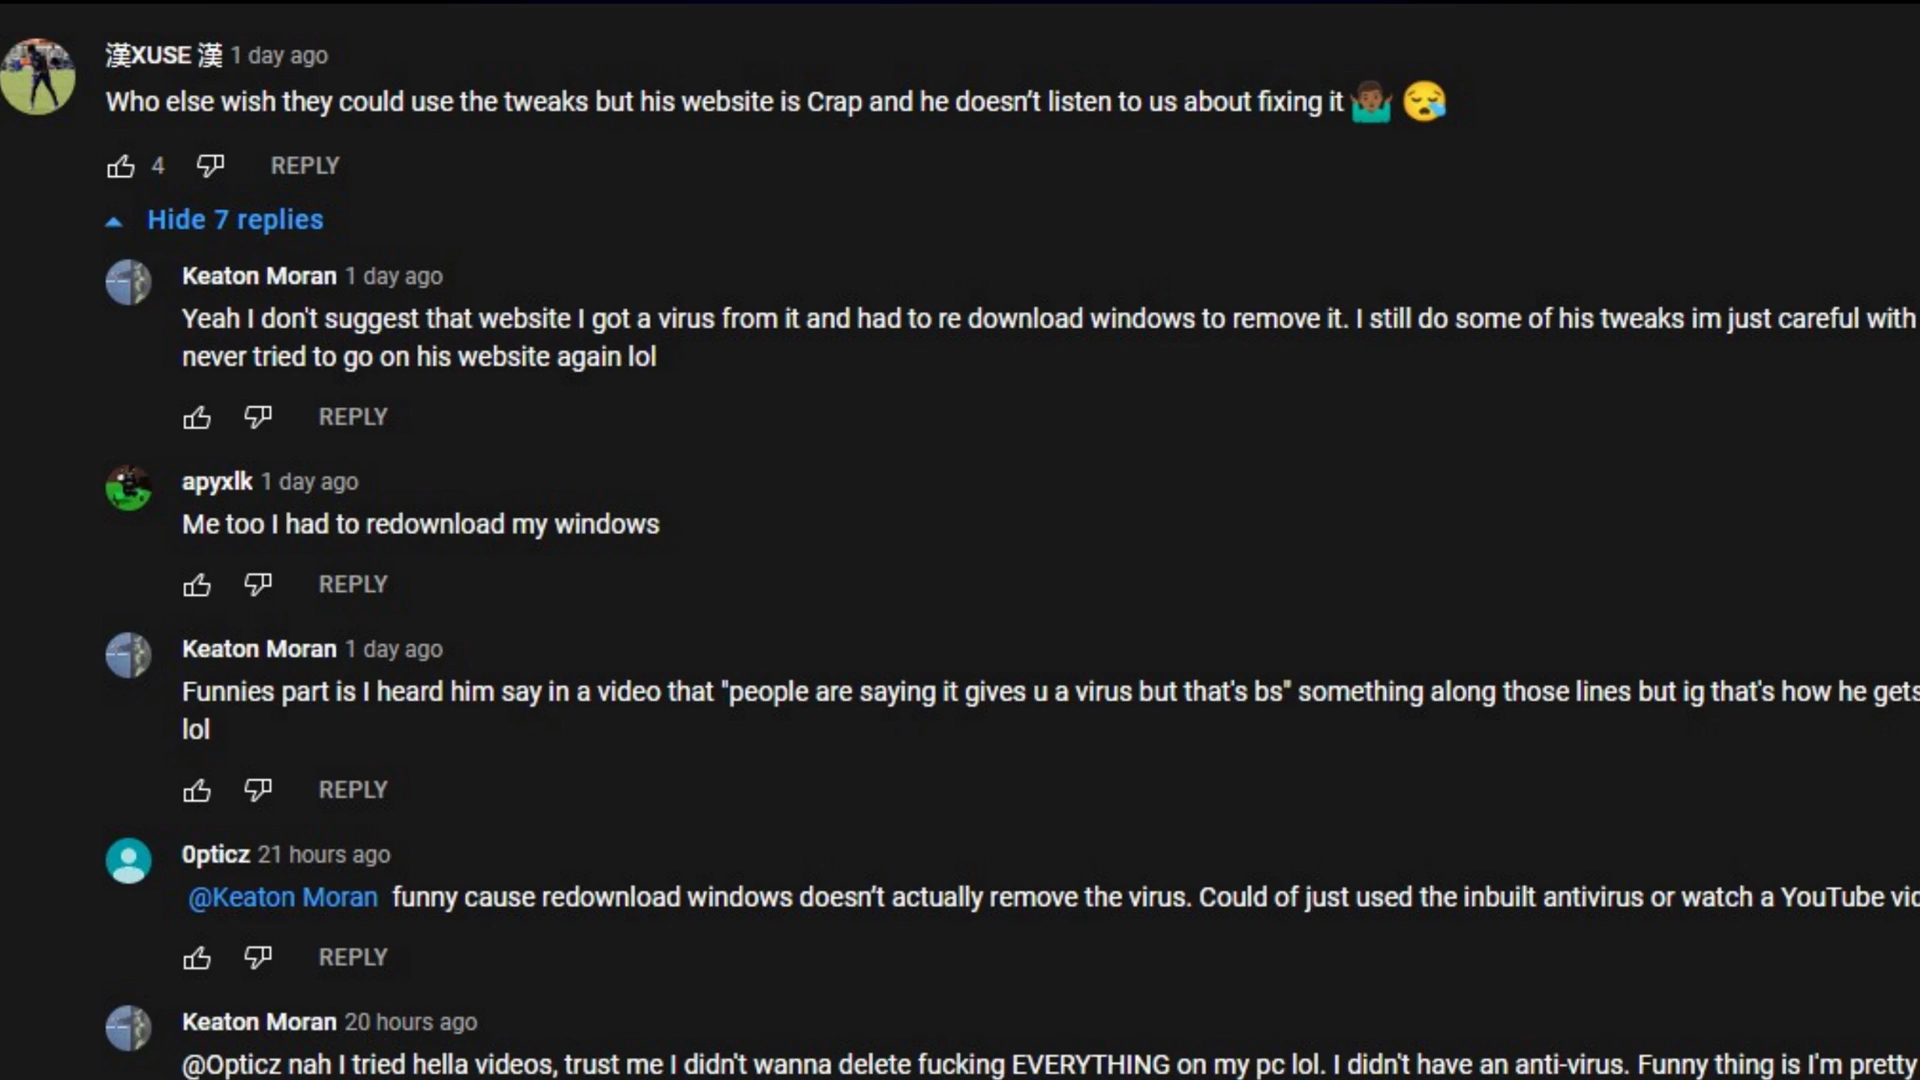 漢XUSE 漢 1 day ago
Who else wish they could use the tweaks but his website is Crap and he doesn’t listen to us about fixing it 🤷🏾‍♂️ 😪
4 REPLY
Hide 7 replies
Keaton Moran 1 day ago
Yeah I don't suggest that website I got a virus from it and had to re download windows to remove it. I still do some of his tweaks im just careful with
never tried to go on his website again lol
REPLY
apyxlk 1 day ago
Me too I had to redownload my windows
REPLY
Keaton Moran 1 day ago
Funnies part is I heard him say in a video that "people are saying it gives u a virus but that's bs" something along those lines but ig that's how he gets
lol
REPLY
0pticz 21 hours ago
@Keaton Moran funny cause redownload windows doesn’t actually remove the virus. Could of just used the inbuilt antivirus or watch a YouTube
REPLY
Keaton Moran 20 hours ago
@Opticz nah I tried hella videos, trust me I didn't wanna delete fucking EVERYTHING on my pc lol. I didn't have an anti-virus. Funny thing is I'm pretty